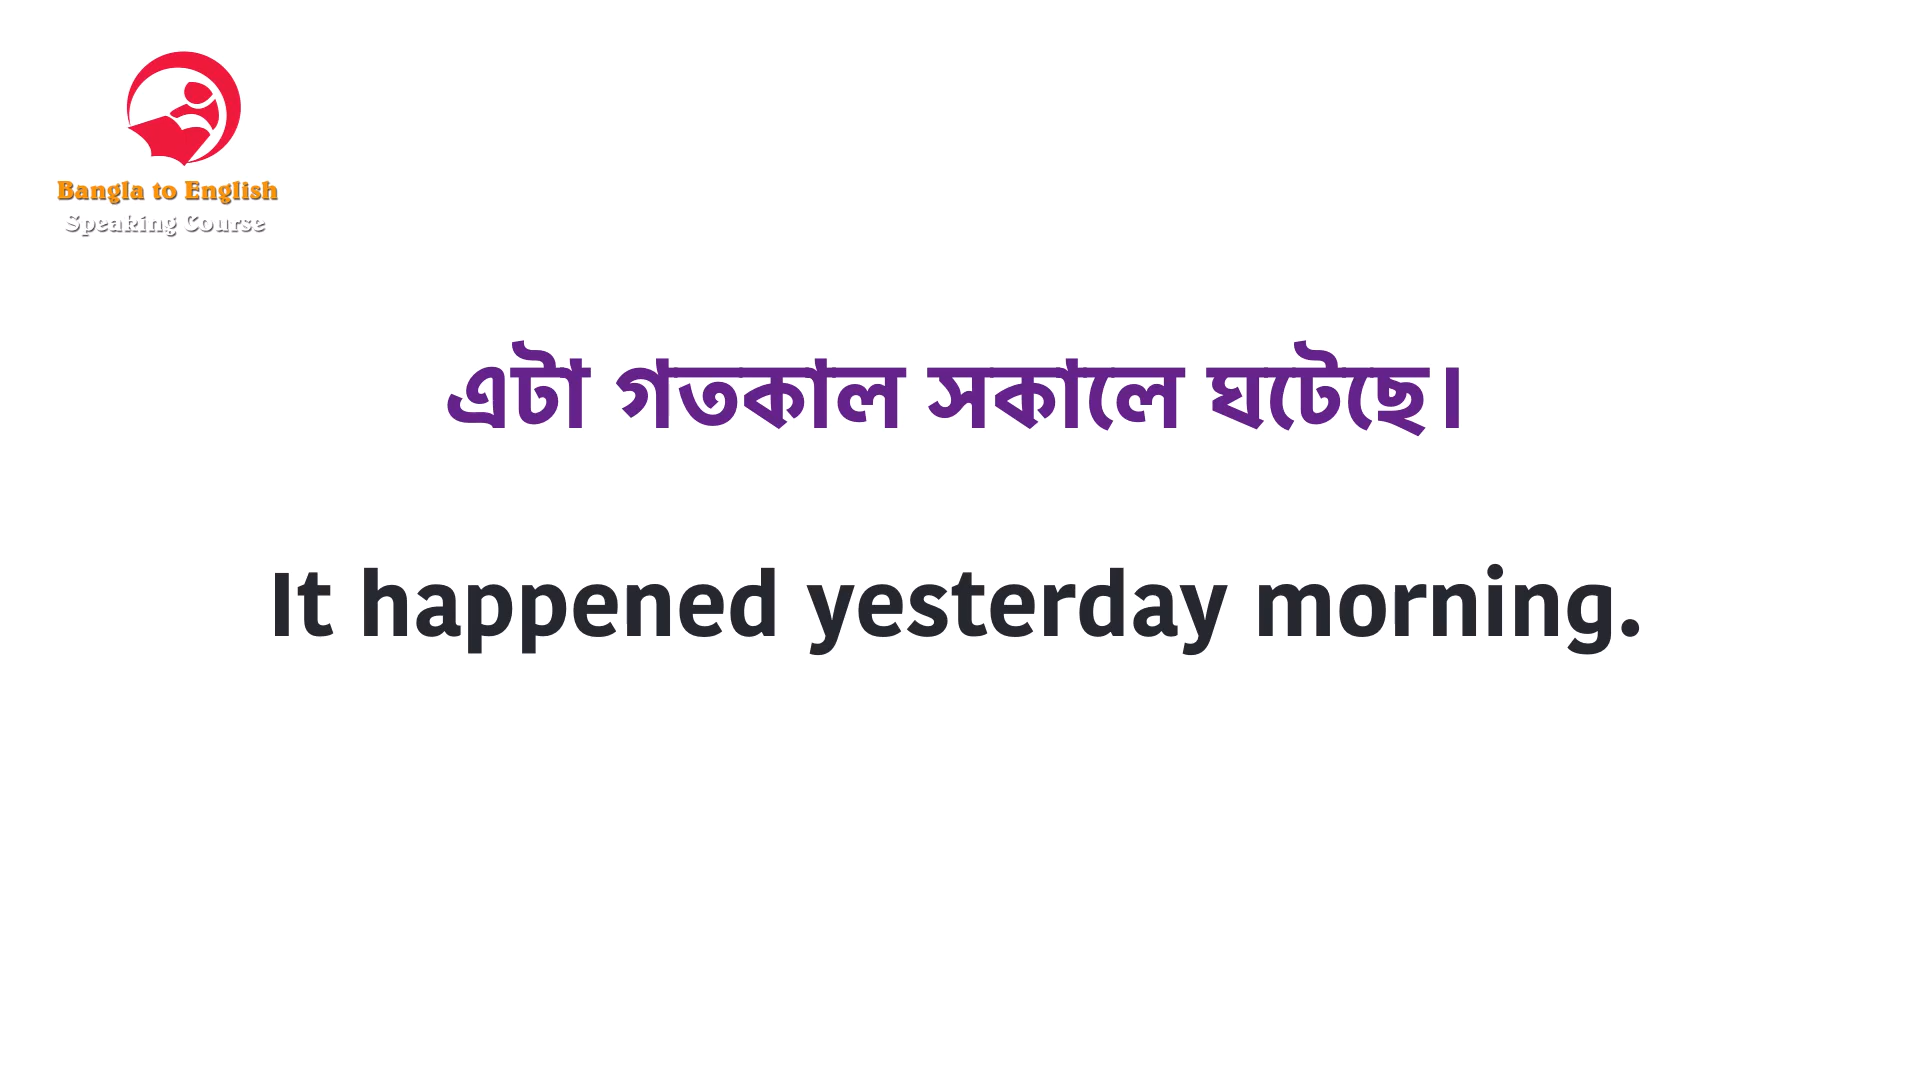 Bangla to English
Speaking Course
এটা গতকাল সকালে ঘটেছে।
It happened yesterday morning.